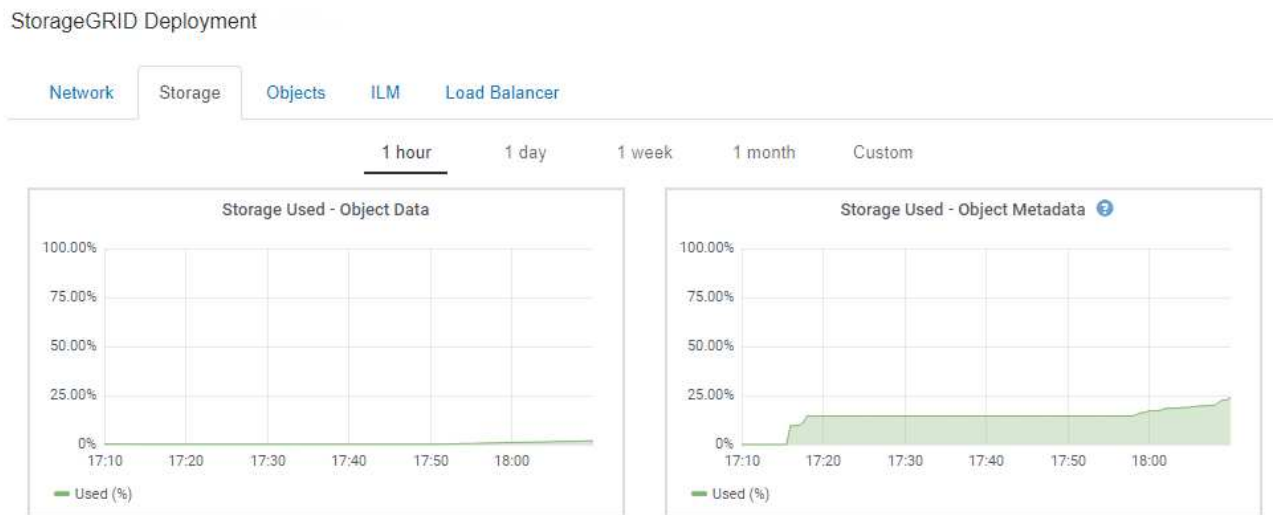 StorageGRID Deployment
Network Storage Objects ILM Load Balancer
1 hour 1 day 1 week 1 month Custom
Storage Used - Object Data
100.00%
75.00%
50.00%
25.00%
0%
17:10 17:20 17:30 17:40 17:50 18:00
Used (%)
Storage Used - Object Metadata ?
100.00%
75.00%
50.00%
25.00%
0%
17:10 17:20 17:30 17:40 17:50 18:00
Used (%)